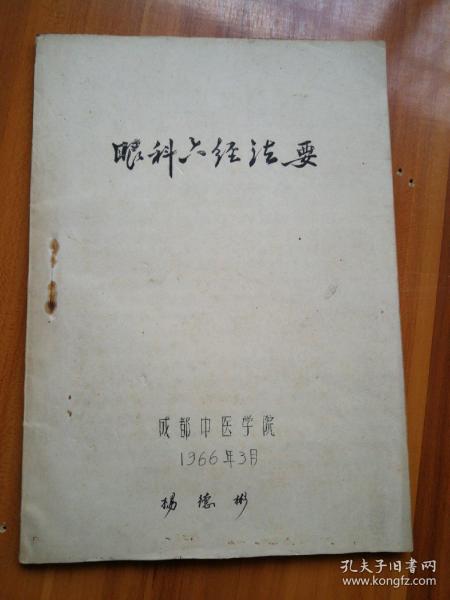 眼科六经法要
成都中医学院
1966年3月
杨德彬
孔夫子旧书网
www.kongfz.com